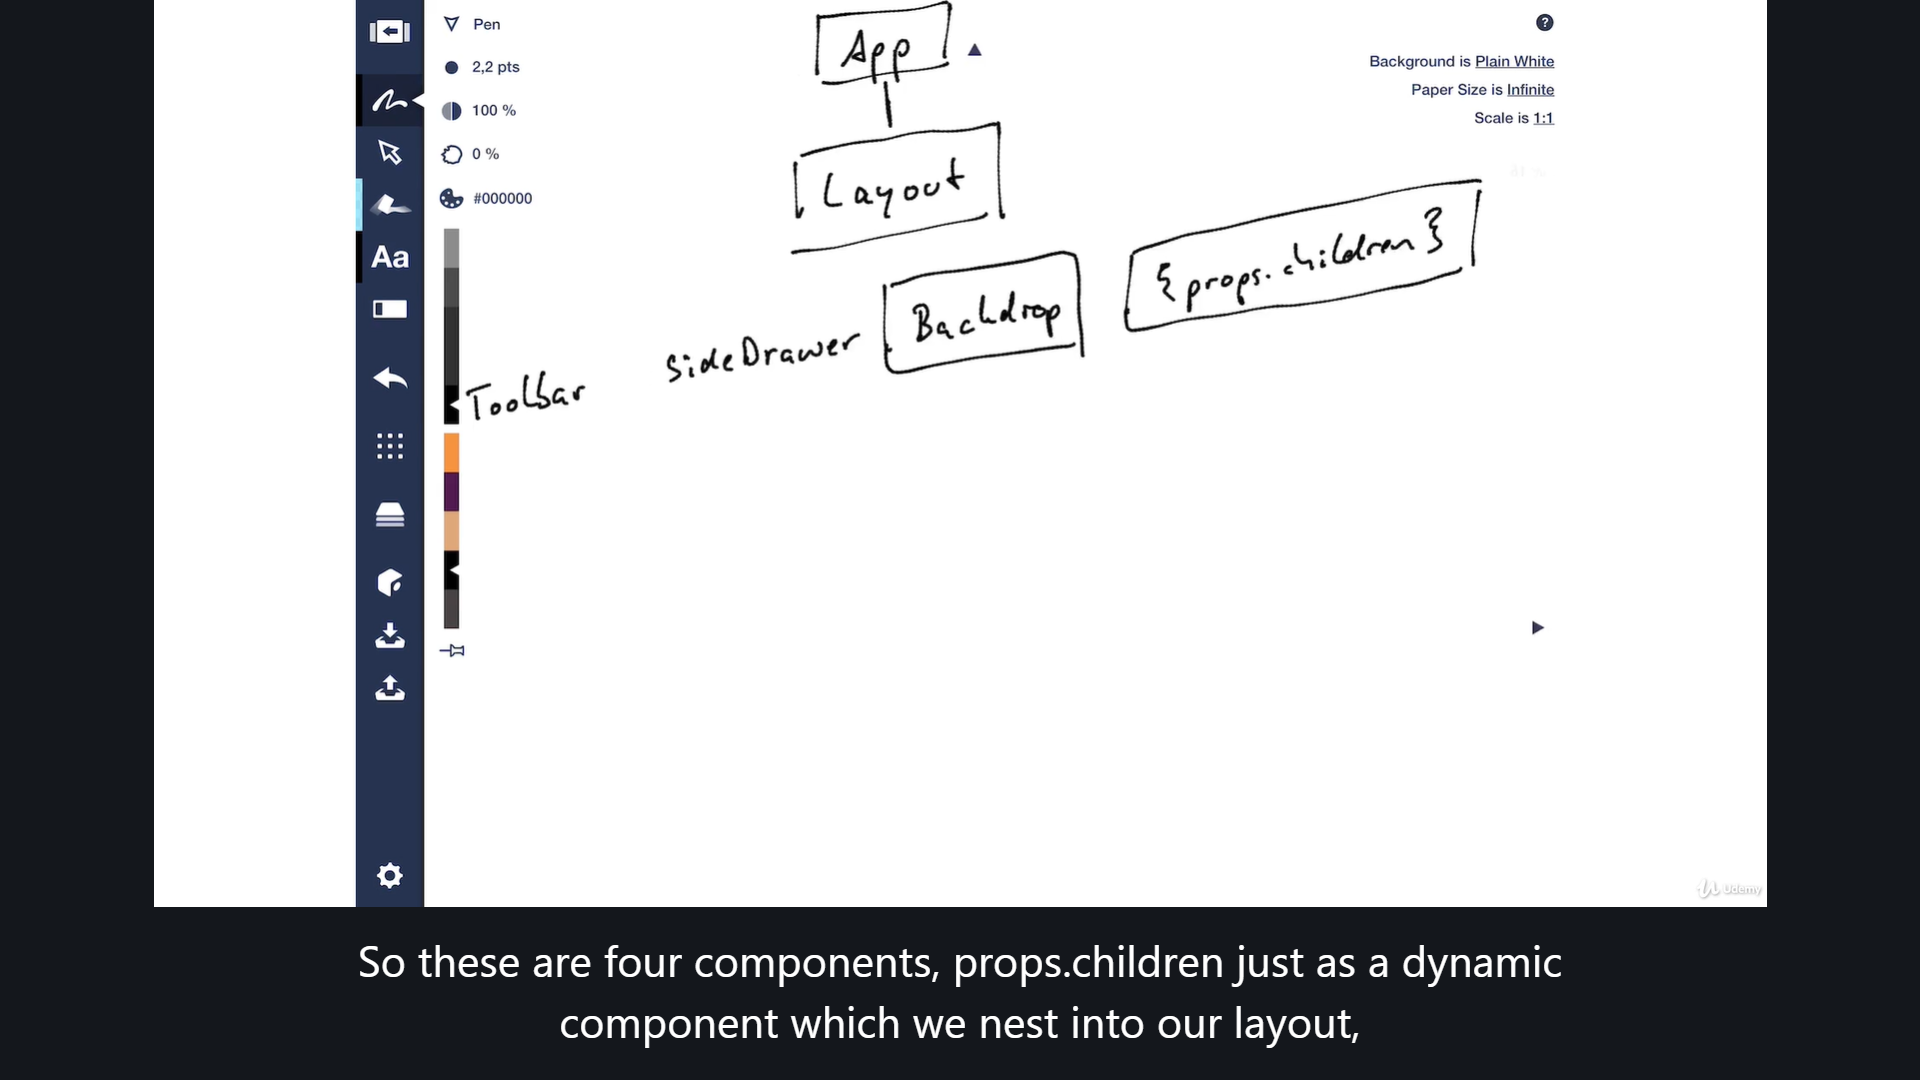 Pen
2,2 pts
100 %
0 %
#000000
Aa
Background is Plain White
Paper Size is Infinite
Scale is 1:1
App
Layout
{props.children}
Backdrop
sideDrawer
Toolbar
Udemy
So these are four components, props.children just as a dynamic
component which we nest into our layout,